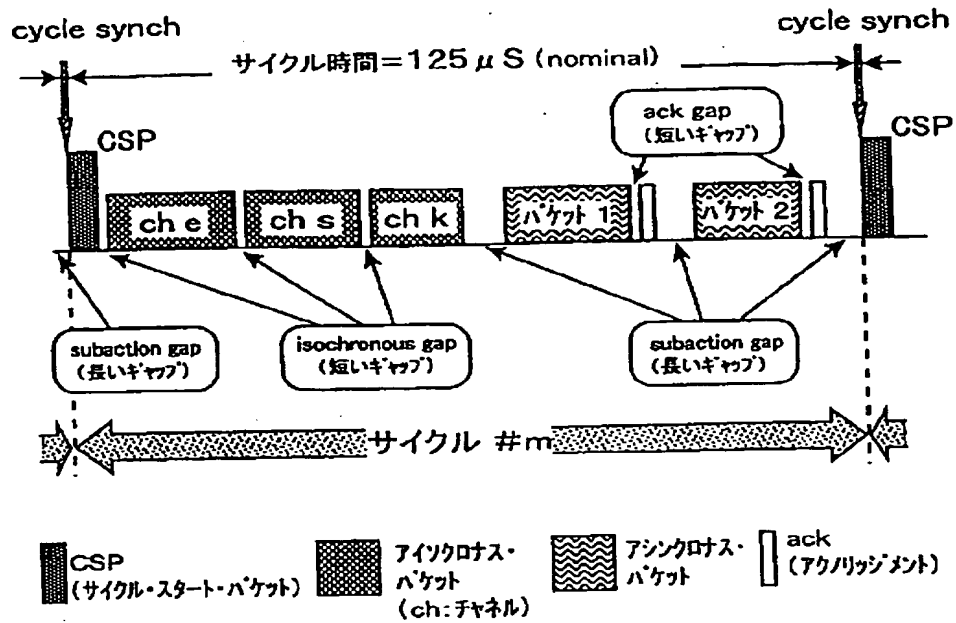 cycle synch
cycle synch
サイクル時間=125μS (nominal)
CSP
CSP
ack gap
(短いギャップ)
ch e
ch s
ch k
パケット 1
パケット 2
subaction gap
(長いギャップ)
isochronous gap
(短いギャップ)
subaction gap
(長いギャップ)
サイクル #m
CSP
(サイクル・スタート・パケット)
アイソクロナス・
パケット
(ch:チャネル)
アシンクロナス・
パケット
ack
(アクノリッジメント)